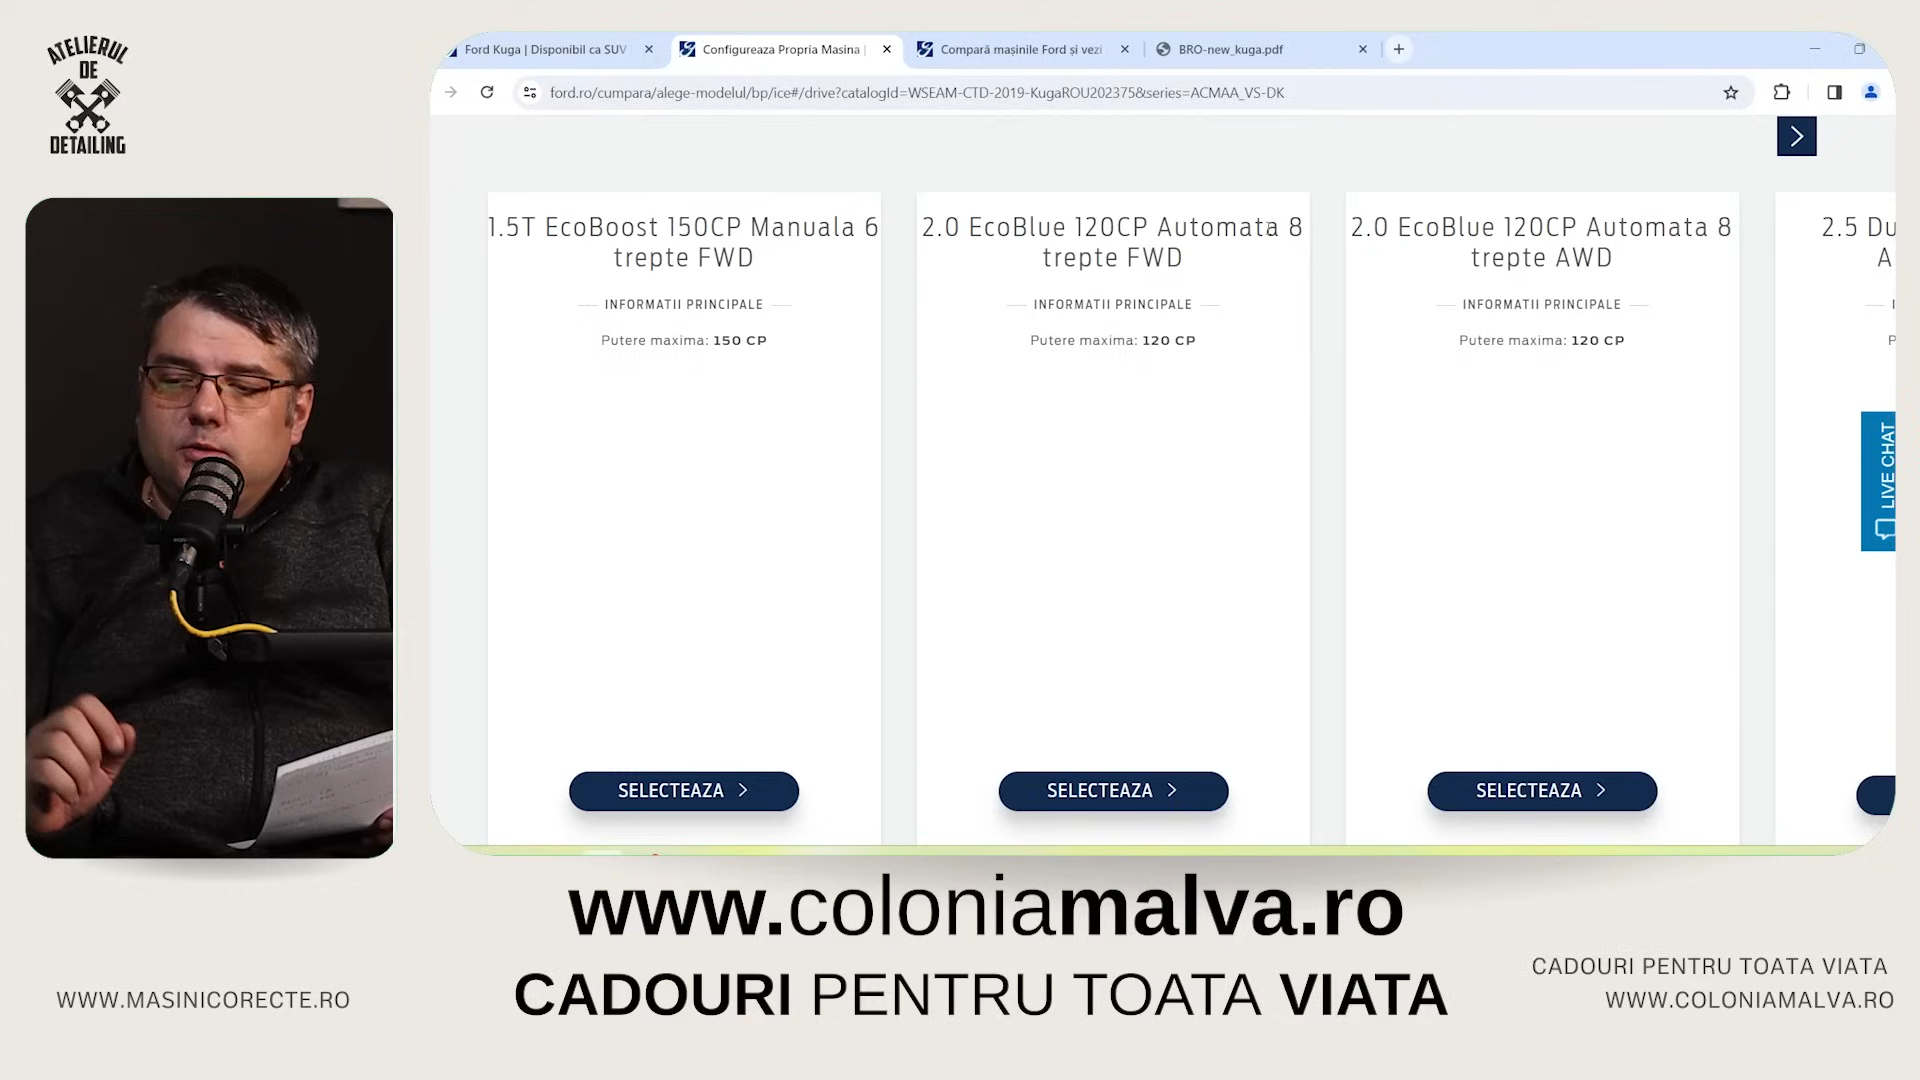 ATELIERUL
DE
DETAILING
Ford Kuga | Disponibil ca SUV
Configureaza Propria Masina |
Compară mașinile Ford și vezi
BRO-new_kuga.pdf
ford.ro/cumpara/alege-modelul/bp/ice#/drive?catalogId=WSEAM-CTD-2019-KugaROU202375&series=ACMAA_VS-DK
1.5T EcoBoost 150CP Manuala 6
trepte FWD
INFORMATII PRINCIPALE
Putere maxima: 150 CP
SELECTEAZA
2.0 EcoBlue 120CP Automata 8
trepte FWD
INFORMATII PRINCIPALE
Putere maxima: 120 CP
SELECTEAZA
2.0 EcoBlue 120CP Automata 8
trepte AWD
INFORMATII PRINCIPALE
Putere maxima: 120 CP
SELECTEAZA
2.5 Du
A
I
P
LIVE CHAT
www.coloniamalva.ro
CADOURI PENTRU TOATA VIATA
WWW.MASINICORECTE.RO
CADOURI PENTRU TOATA VIATA
WWW.COLONIAMALVA.RO